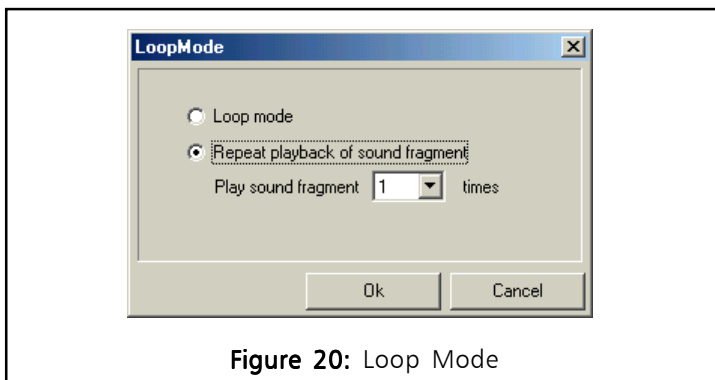 LoopMode
Loop mode
Repeat playback of sound fragment
Play sound fragment 1 times
Ok Cancel
Figure 20: Loop Mode